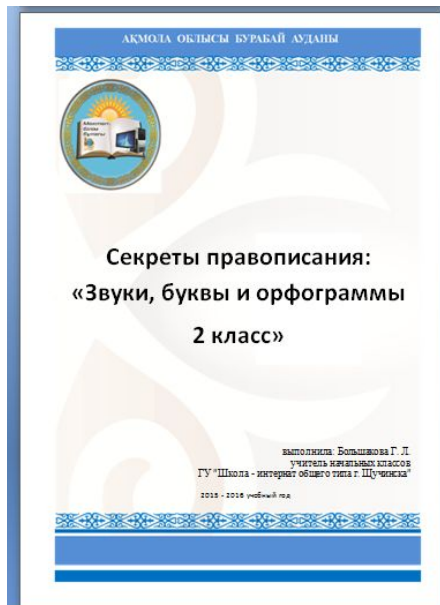 АҚМОЛА ОБЛЫСЫ БУРАБАЙ АУДАНЫ
Секреты правописания:
«Звуки, буквы и орфограммы
2 класс»
выполнила: Большакова Г. Л.
учитель начальных классов
ГУ "Школа - интернат общего типа г. Щучинска"
2015 - 2016 учебный год